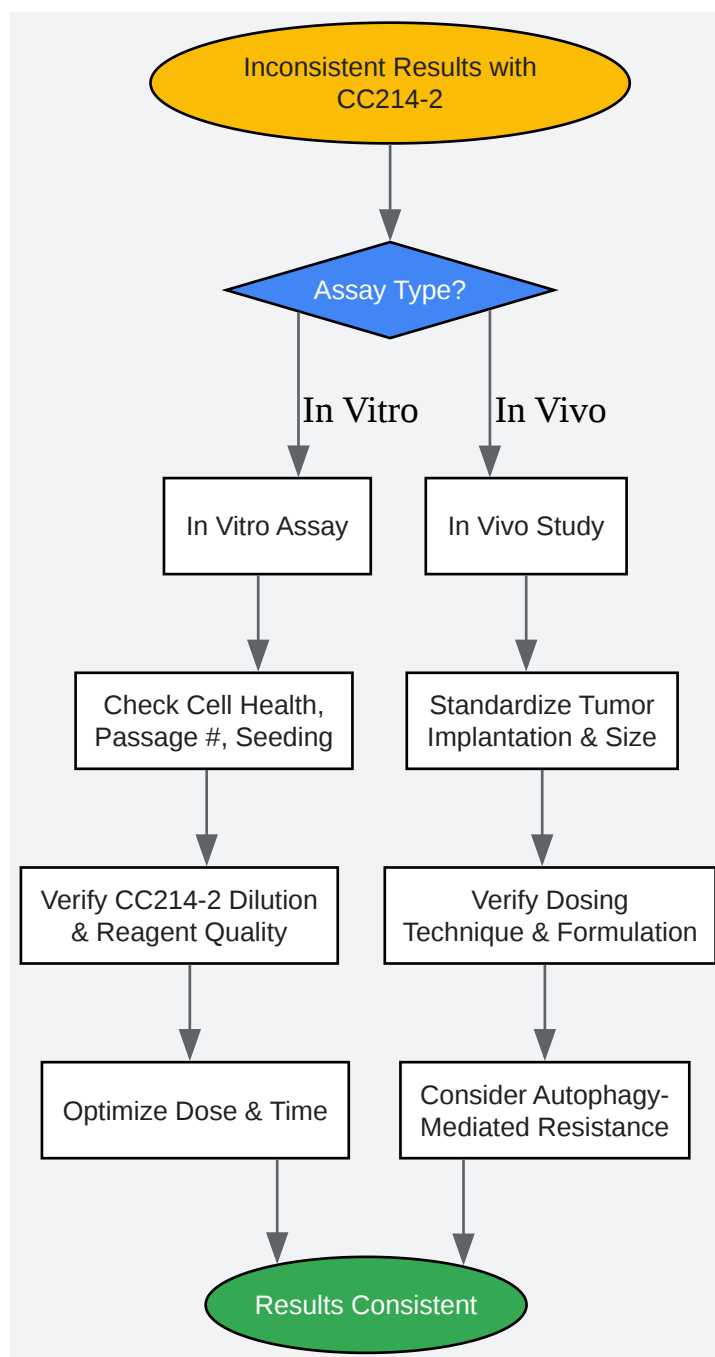 Inconsistent Results with
CC214-2
Assay Type?
In Vitro
In Vivo
In Vitro Assay
In Vivo Study
Check Cell Health,
Passage #, Seeding
Standardize Tumor
Implantation & Size
Verify CC214-2 Dilution
& Reagent Quality
Verify Dosing
Technique & Formulation
Optimize Dose & Time
Consider Autophagy-
Mediated Resistance
Results Consistent